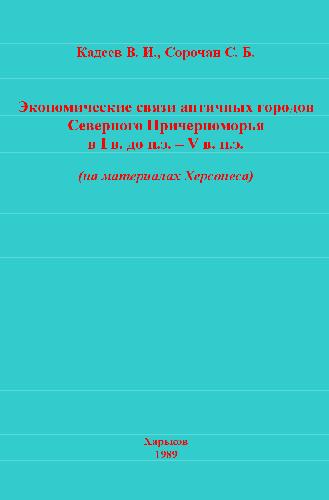 Кадеев В. И., Сорочан С. Б.
Экономические связи античных городов
Северного Причерноморья
в I в. до н.э. – V в. н.э.
(на материалах Херсонеса)
Харьков
1989